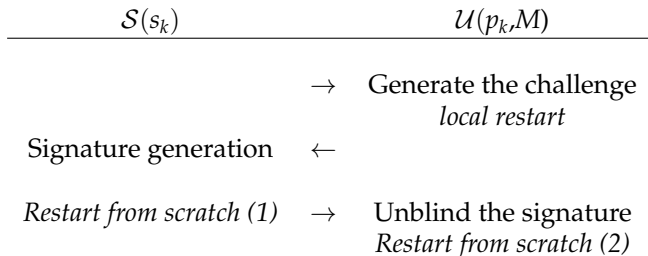 𝒮(s_k) 𝒰(p_k,M)
→ Generate the challenge
local restart
Signature generation ←
Restart from scratch (1) → Unblind the signature
Restart from scratch (2)